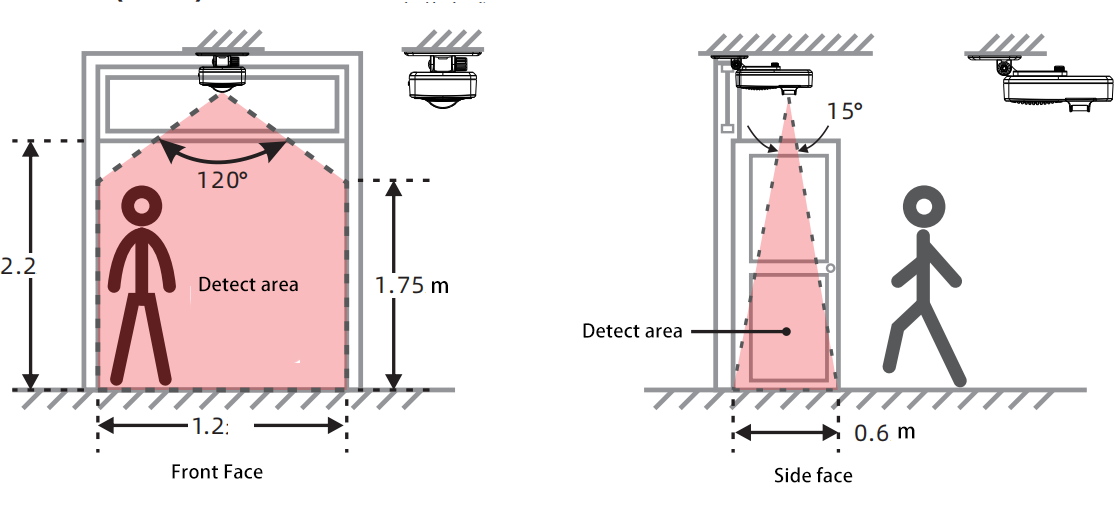 120°
2.2
Detect area
1.75 m
1.2
Front Face
15°
Detect area
0.6 m
Side face